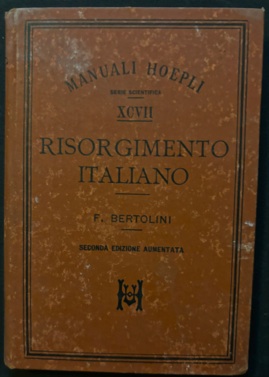 MANUALI HOEPLI
SERIE SCIENTIFICA
XCVII
RISORGIMENTO
ITALIANO
F. BERTOLINI
SECONDA EDIZIONE AUMENTATA